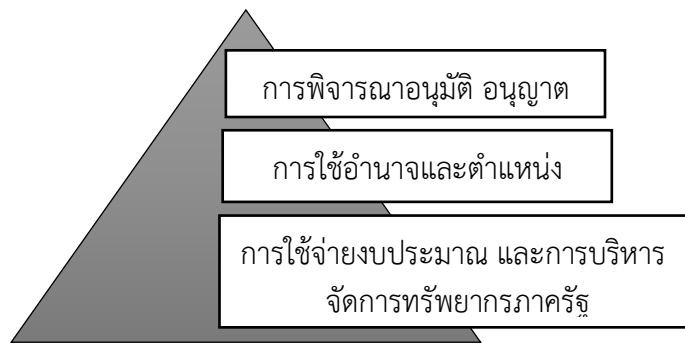 การพิจารณาอนุมัติ อนุญาต
การใช้อำนาจและตำแหน่ง
การใช้จ่ายงบประมาณ และการบริหาร
จัดการทรัพยากรภาครัฐ